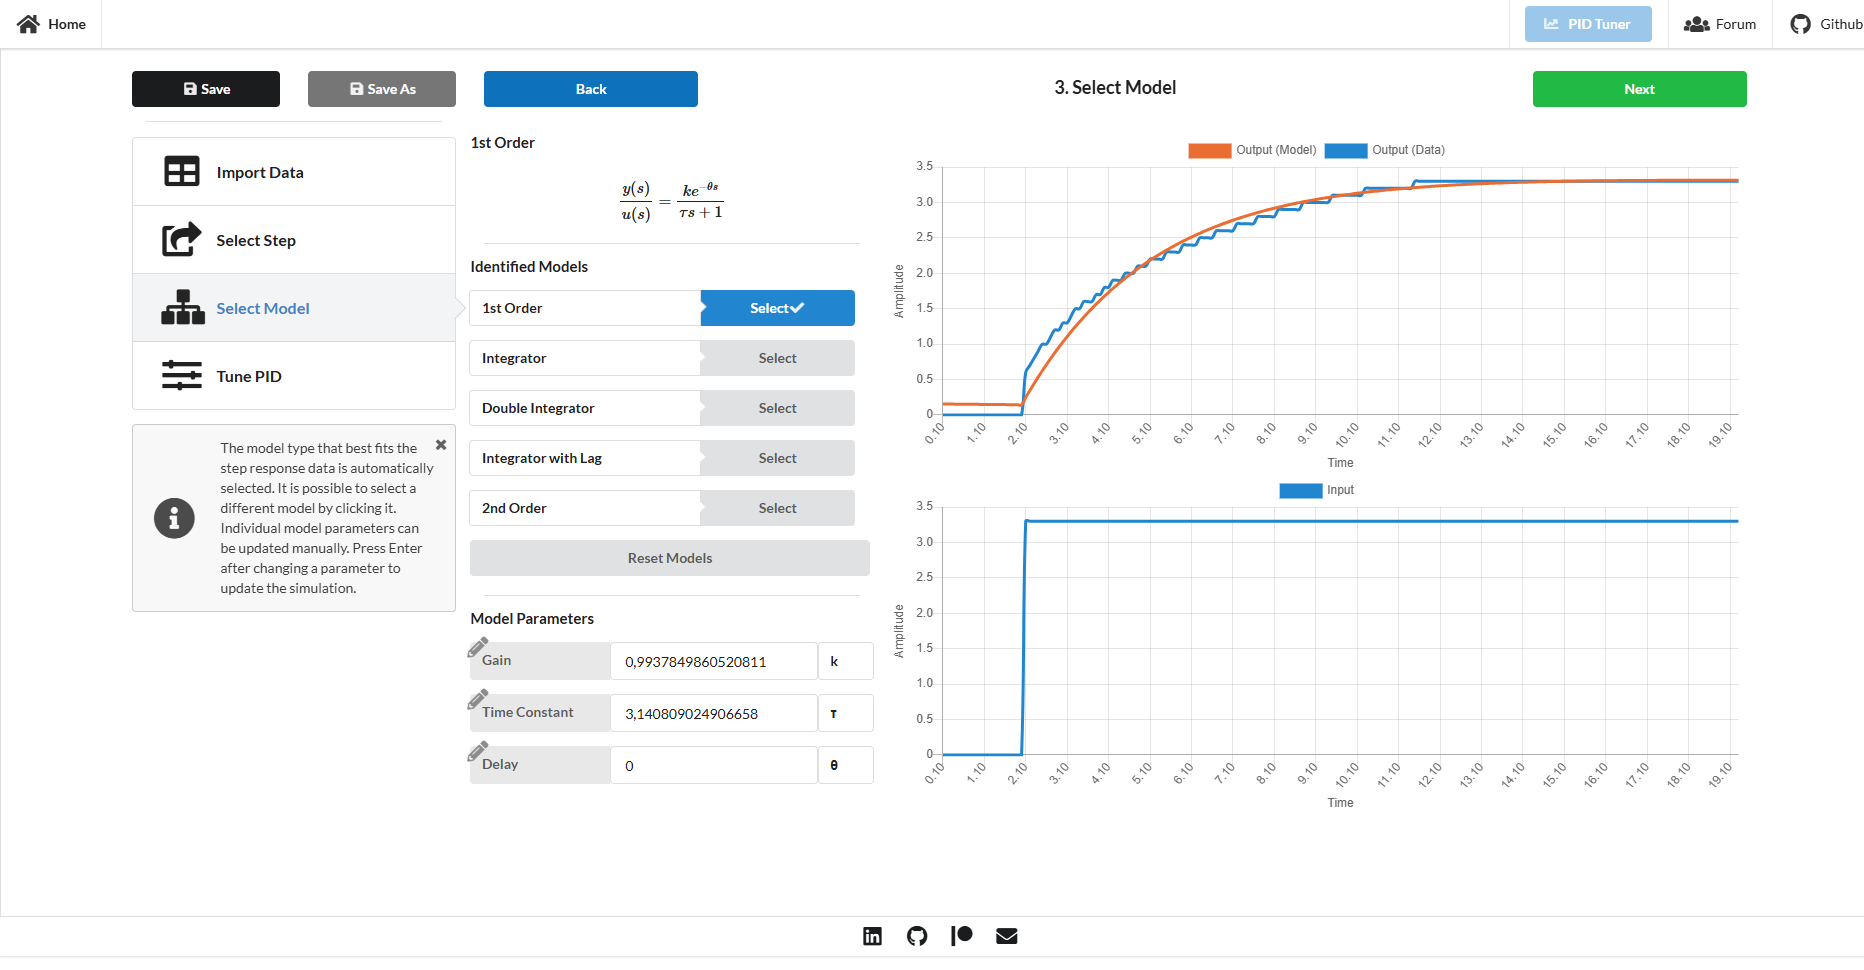 Home
PID Tuner
Forum
Github
Save
Save As
Back
3. Select Model
Next
Import Data
Select Step
Select Model
Tune PID
The model type that best fits the
step response data is automatically
selected. It is possible to select a
different model by clicking it.
Individual model parameters can
be updated manually. Press Enter
after changing a parameter to
update the simulation.
1st Order
y(s)/u(s) = ke^{-θs}/(τs + 1)
Identified Models
1st Order Select
Integrator Select
Double Integrator Select
Integrator with Lag Select
2nd Order Select
Reset Models
Model Parameters
Gain 0,9937849860520811 k
Time Constant 3,140809024906658 τ
Delay 0 θ
Output (Model) Output (Data)
3.5
3.0
2.5
2.0
1.5
1.0
0.5
0
Amplitude
0.10 1.10 2.10 3.10 4.10 5.10 6.10 7.10 8.10 9.10 10.10 11.10 12.10 13.10 14.10 15.10 16.10 17.10 18.10 19.10
Time
Input
3.5
3.0
2.5
2.0
1.5
1.0
0.5
0
Amplitude
0.10 1.10 2.10 3.10 4.10 5.10 6.10 7.10 8.10 9.10 10.10 11.10 12.10 13.10 14.10 15.10 16.10 17.10 18.10 19.10
Time